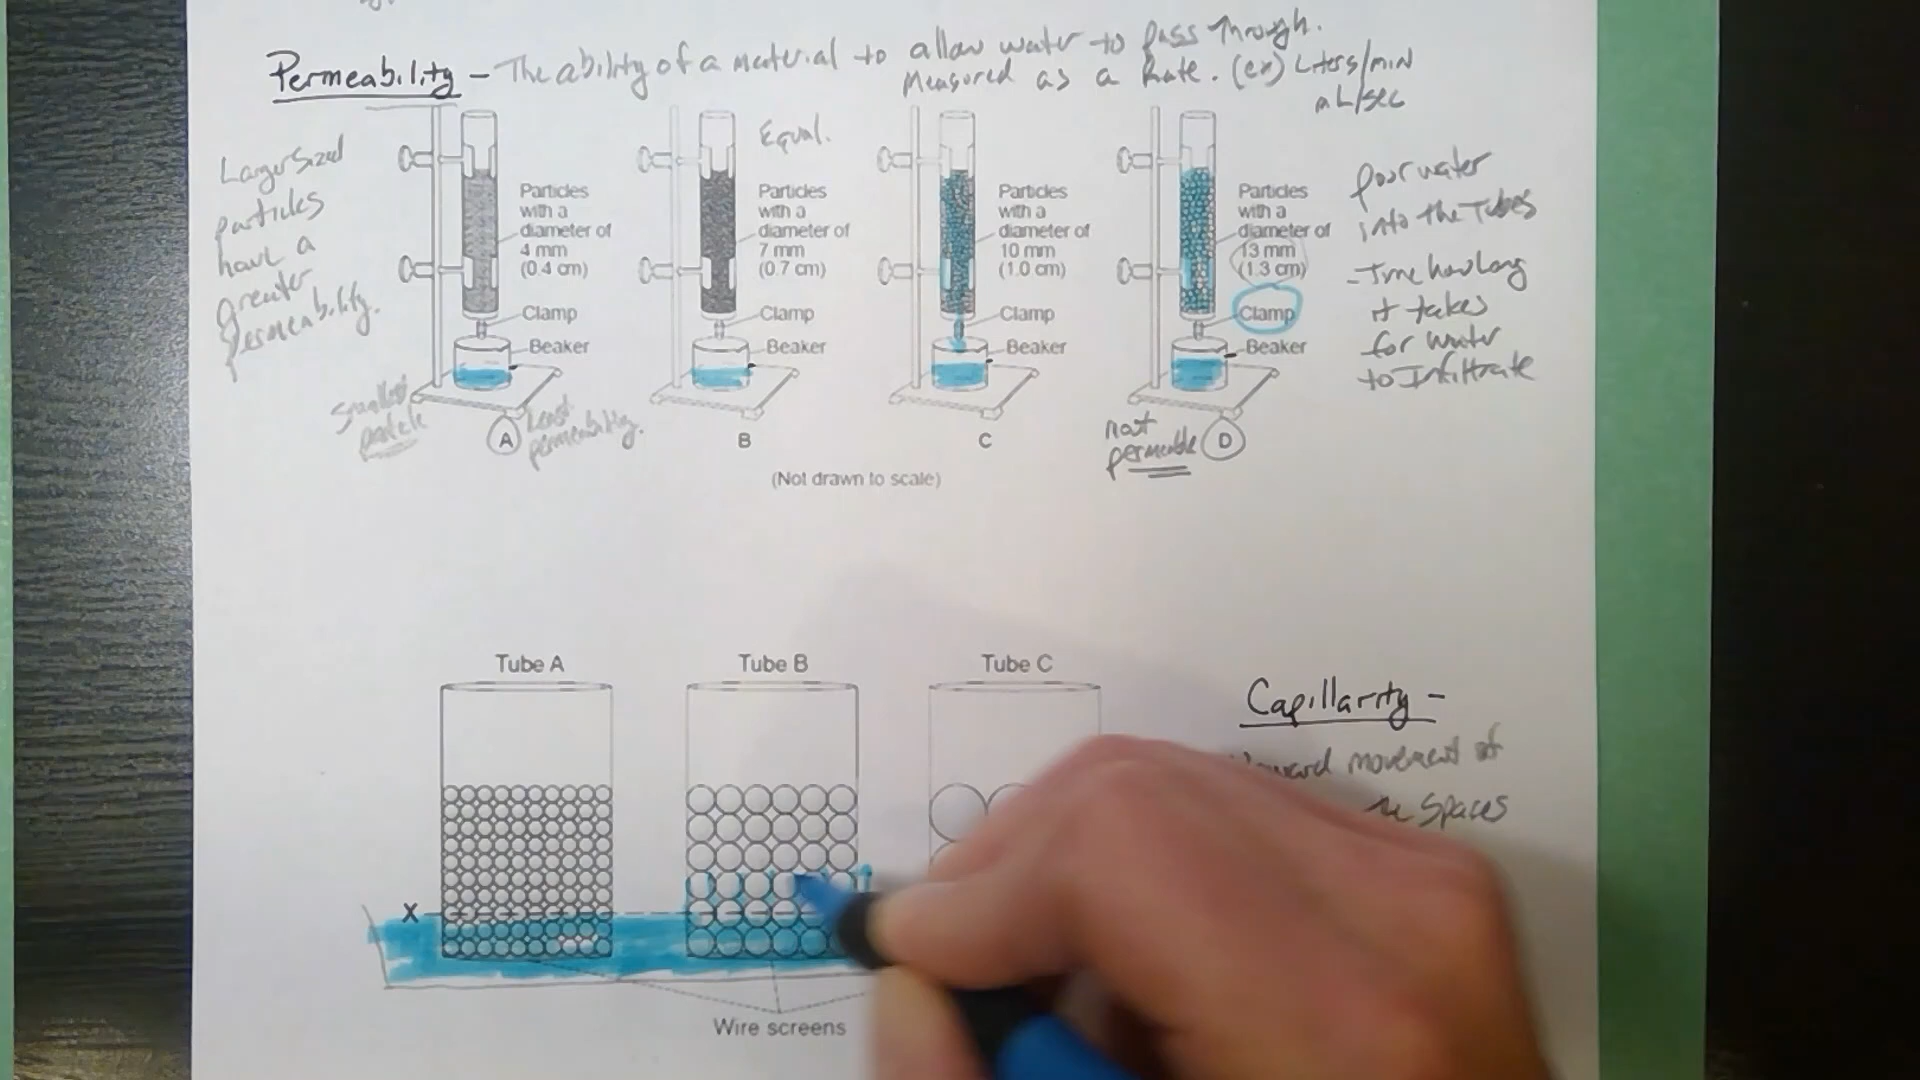 Permeability - The ability of a material to allow water to pass through.
Measured as a Rate. (ex) Liters/min
mL/sec
Larger sized
particles
have a
greater
permeability.
Equal.
Particles
with a
diameter of
4 mm
(0.4 cm)
Clamp
Beaker
Particles
with a
diameter of
7 mm
(0.7 cm)
Clamp
Beaker
Particles
with a
diameter of
10 mm
(1.0 cm)
Clamp
Beaker
Particles
with a
diameter of
13 mm
(1.3 cm)
Clamp
Beaker
Pour water
into the Tubes
- Time how long
it takes
for water
to Infiltrate
Smallest
particle
A
Least
permeability.
B
C
most
permeable
D
(Not drawn to scale)
Tube A
Tube B
Tube C
Capillarity -
movement of
spaces
X
Wire screens